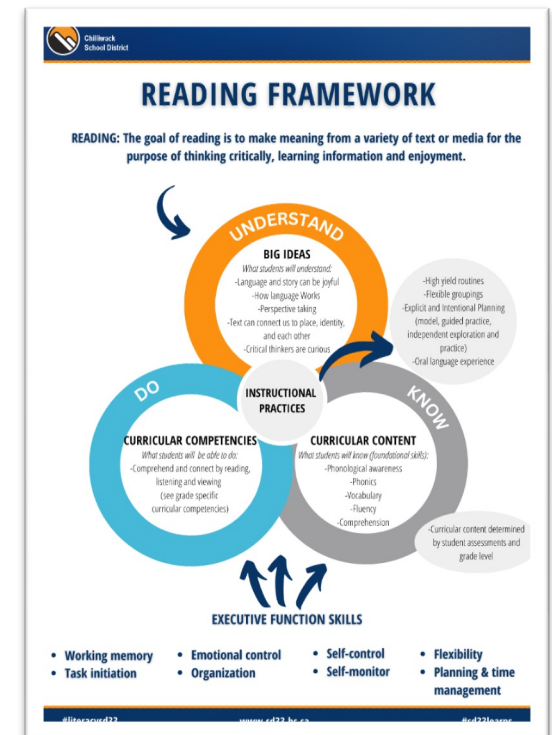 Chilliwack
School District
READING FRAMEWORK
READING: The goal of reading is to make meaning from a variety of text or media for the
purpose of thinking critically, learning information and enjoyment.
UNDERSTAND
BIG IDEAS
What students will understand:
-Language and story can be joyful
-How language Works
-Perspective taking
-Text can connect us to place, identity,
and each other
-Critical thinkers are curious
-High yield routines
-Flexible groupings
-Explicit and Intentional Planning
(model, guided practice,
independent exploration and
practice)
-Oral language experience
INSTRUCTIONAL
PRACTICES
DO
CURRICULAR COMPETENCIES
What students will be able to do:
-Comprehend and connect by reading,
listening and viewing
(see grade specific
curricular competencies)
KNOW
CURRICULAR CONTENT
What students will know (foundational skills):
-Phonological awareness
-Phonics
-Vocabulary
-Fluency
-Comprehension
-Curricular content determined
by student assessments and
grade level
EXECUTIVE FUNCTION SKILLS
• Working memory
• Task initiation
• Emotional control
• Organization
• Self-control
• Self-monitor
• Flexibility
• Planning & time
management
#literacysd33
www.sd33.bc.ca
#sd33learns